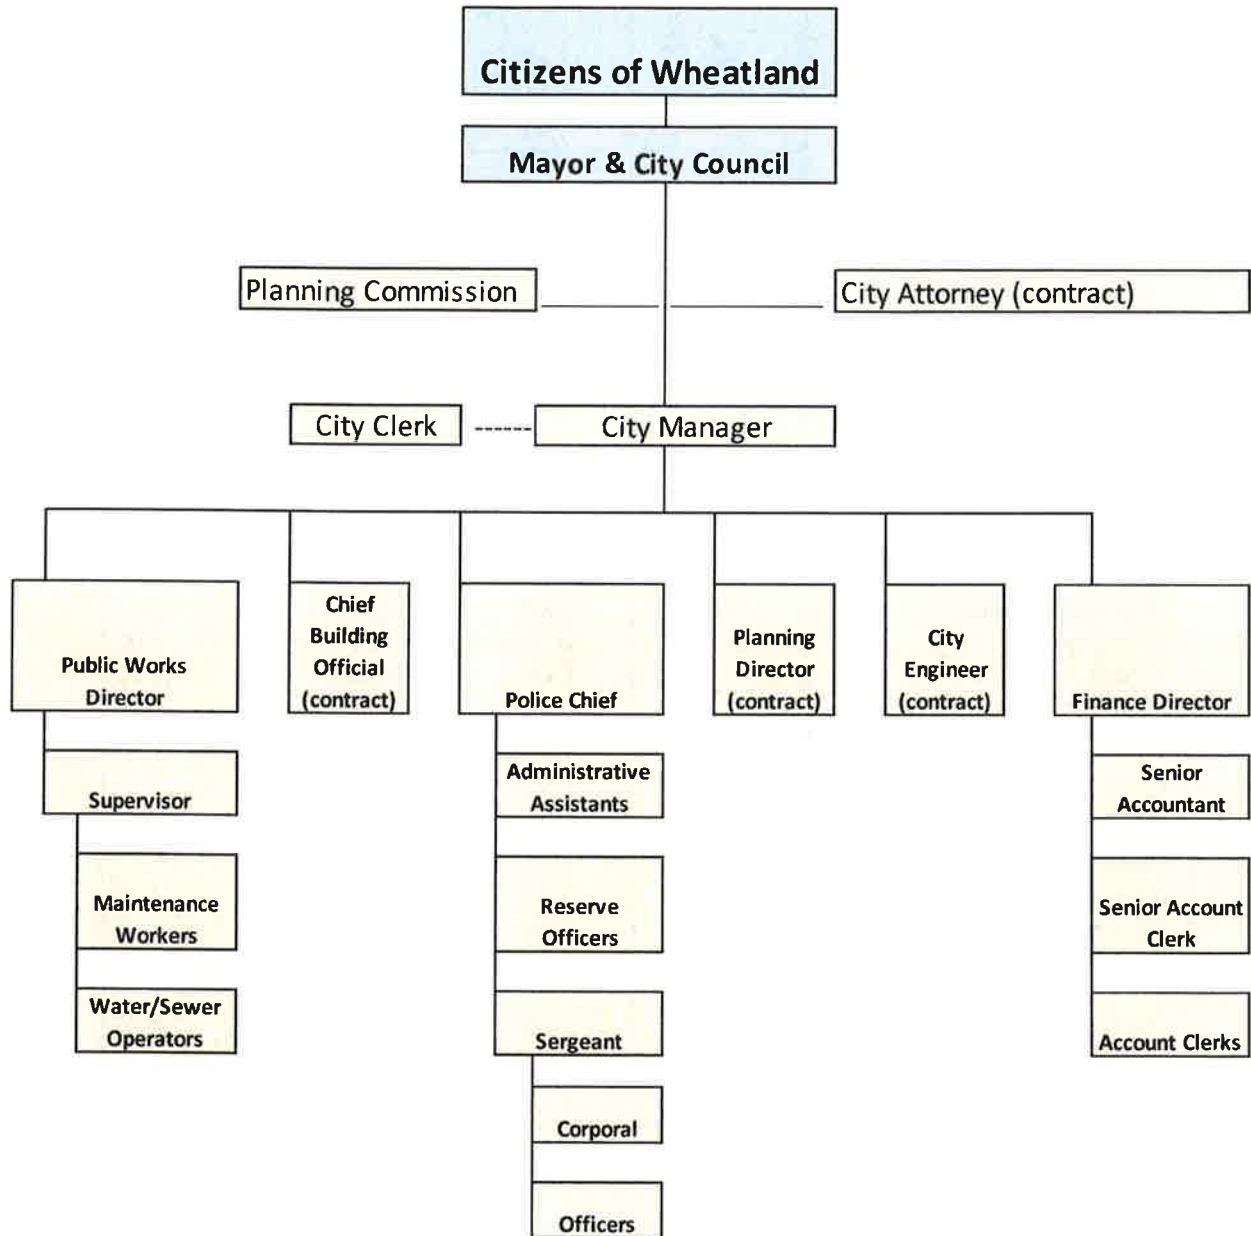 Citizens of Wheatland
Mayor & City Council
Planning Commission
City Attorney (contract)
City Clerk
City Manager
Public Works
Director
Chief
Building
Official
(contract)
Police Chief
Planning
Director
(contract)
City
Engineer
(contract)
Finance Director
Supervisor
Maintenance
Workers
Water/Sewer
Operators
Administrative
Assistants
Reserve
Officers
Sergeant
Corporal
Officers
Senior
Accountant
Senior Account
Clerk
Account Clerks